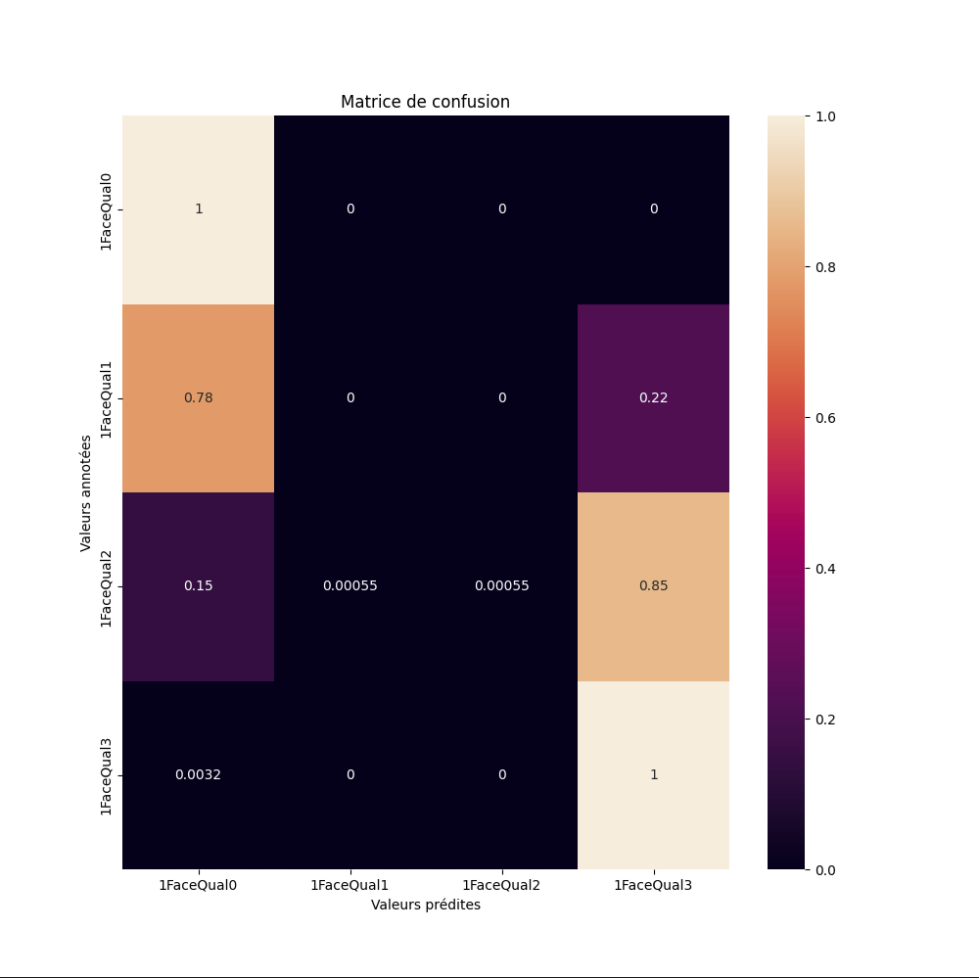 Matrice de confusion
1FaceQual0
1 0 0 0
1FaceQual1
0.78 0 0 0.22
1FaceQual2
0.15 0.00055 0.00055 0.85
1FaceQual3
0.0032 0 0 1
Valeurs annotées
1FaceQual0 1FaceQual1 1FaceQual2 1FaceQual3
Valeurs prédites
1.0
0.8
0.6
0.4
0.2
0.0